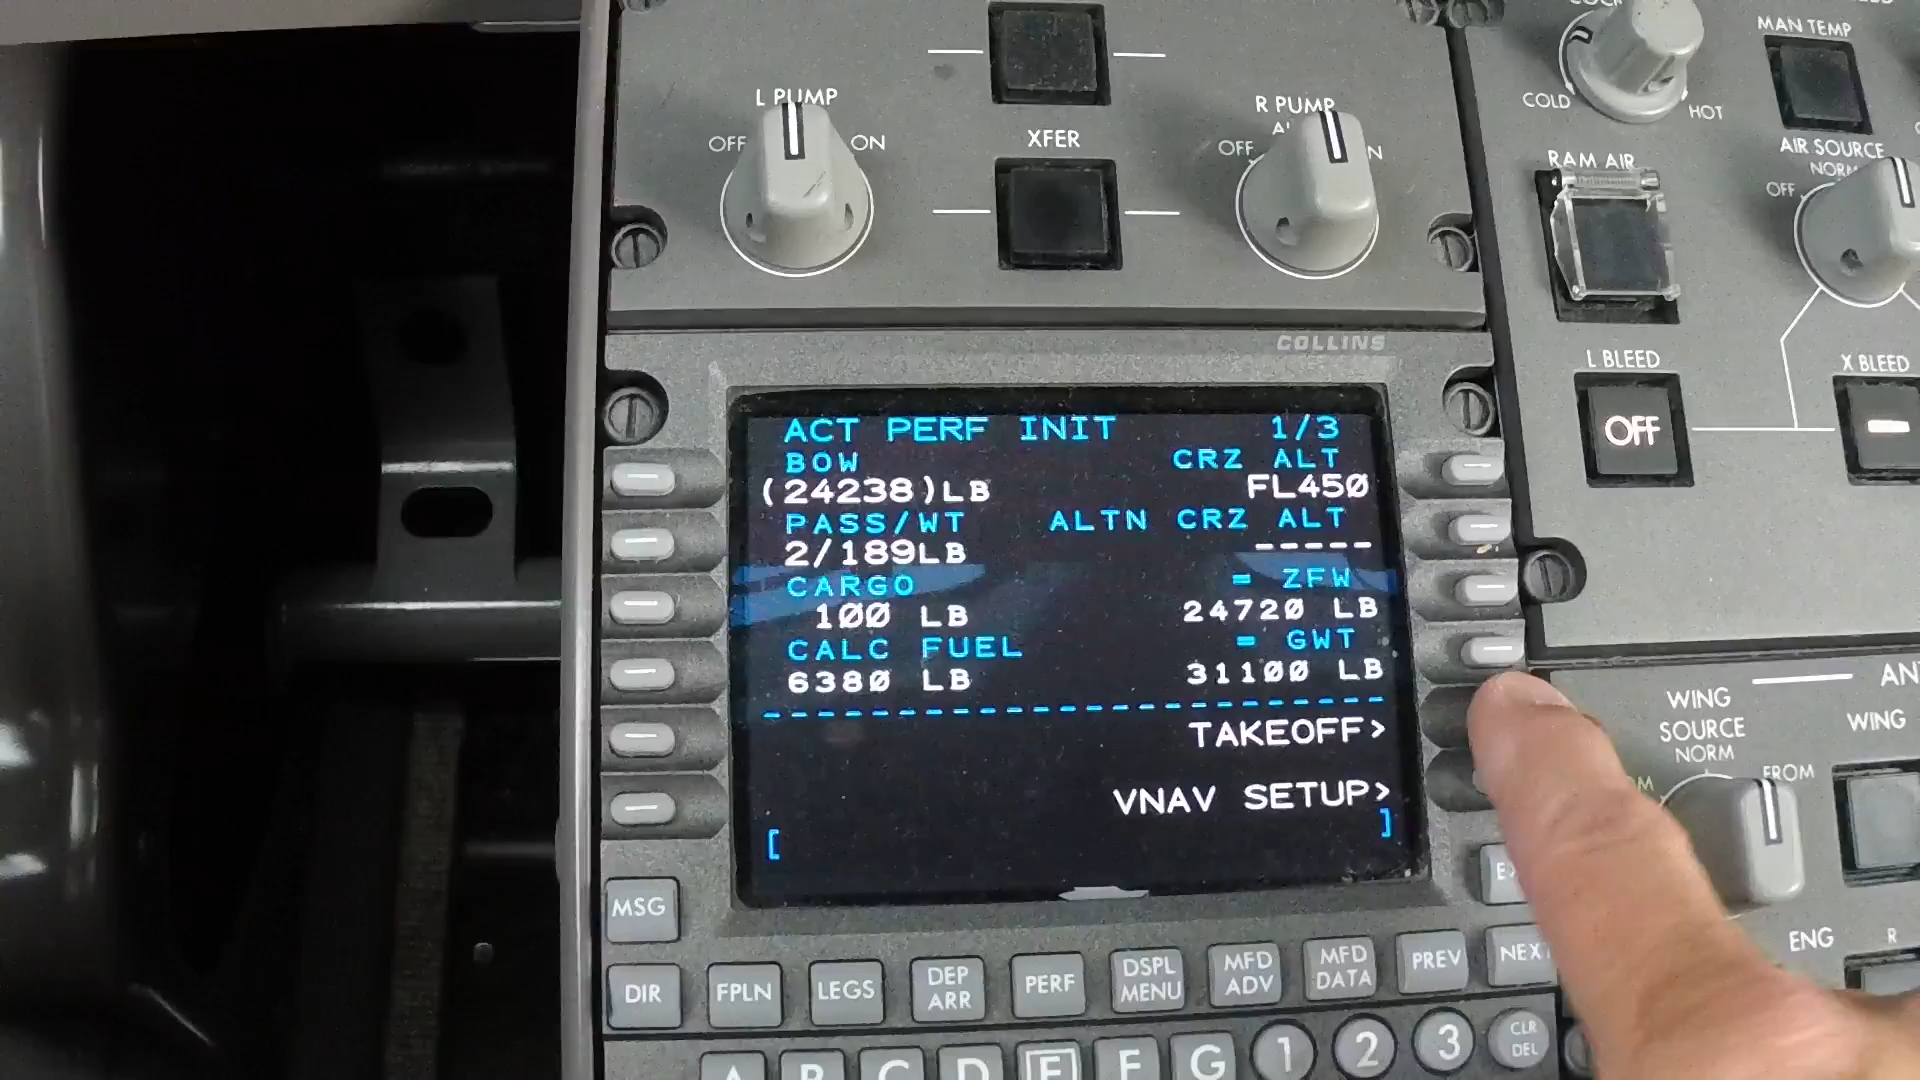 COLD
HOT
MAN TEMP
L PUMP
OFF
ON
XFER
R PUMP
OFF
RAM AIR
AIR SOURCE
NORM
OFF
COLLINS
L BLEED
OFF
X BLEED
ACT PERF INIT 1/3
BOW CRZ ALT
(24238)LB FL450
PASS/WT ALTN CRZ ALT
2/189LB -----
CARGO = ZFW
100 LB 24720 LB
CALC FUEL = GWT
6380 LB 31100 LB
TAKEOFF>
VNAV SETUP>
[ ]
WING
SOURCE
NORM
FROM
WING
ENG
R
MSG
DIR
FPLN
LEGS
DEP
ARR
PERF
DSPL
MENU
MFD
ADV
MFD
DATA
PREV
NEXT
A B C D E F G 1 2 3
CLR
DEL